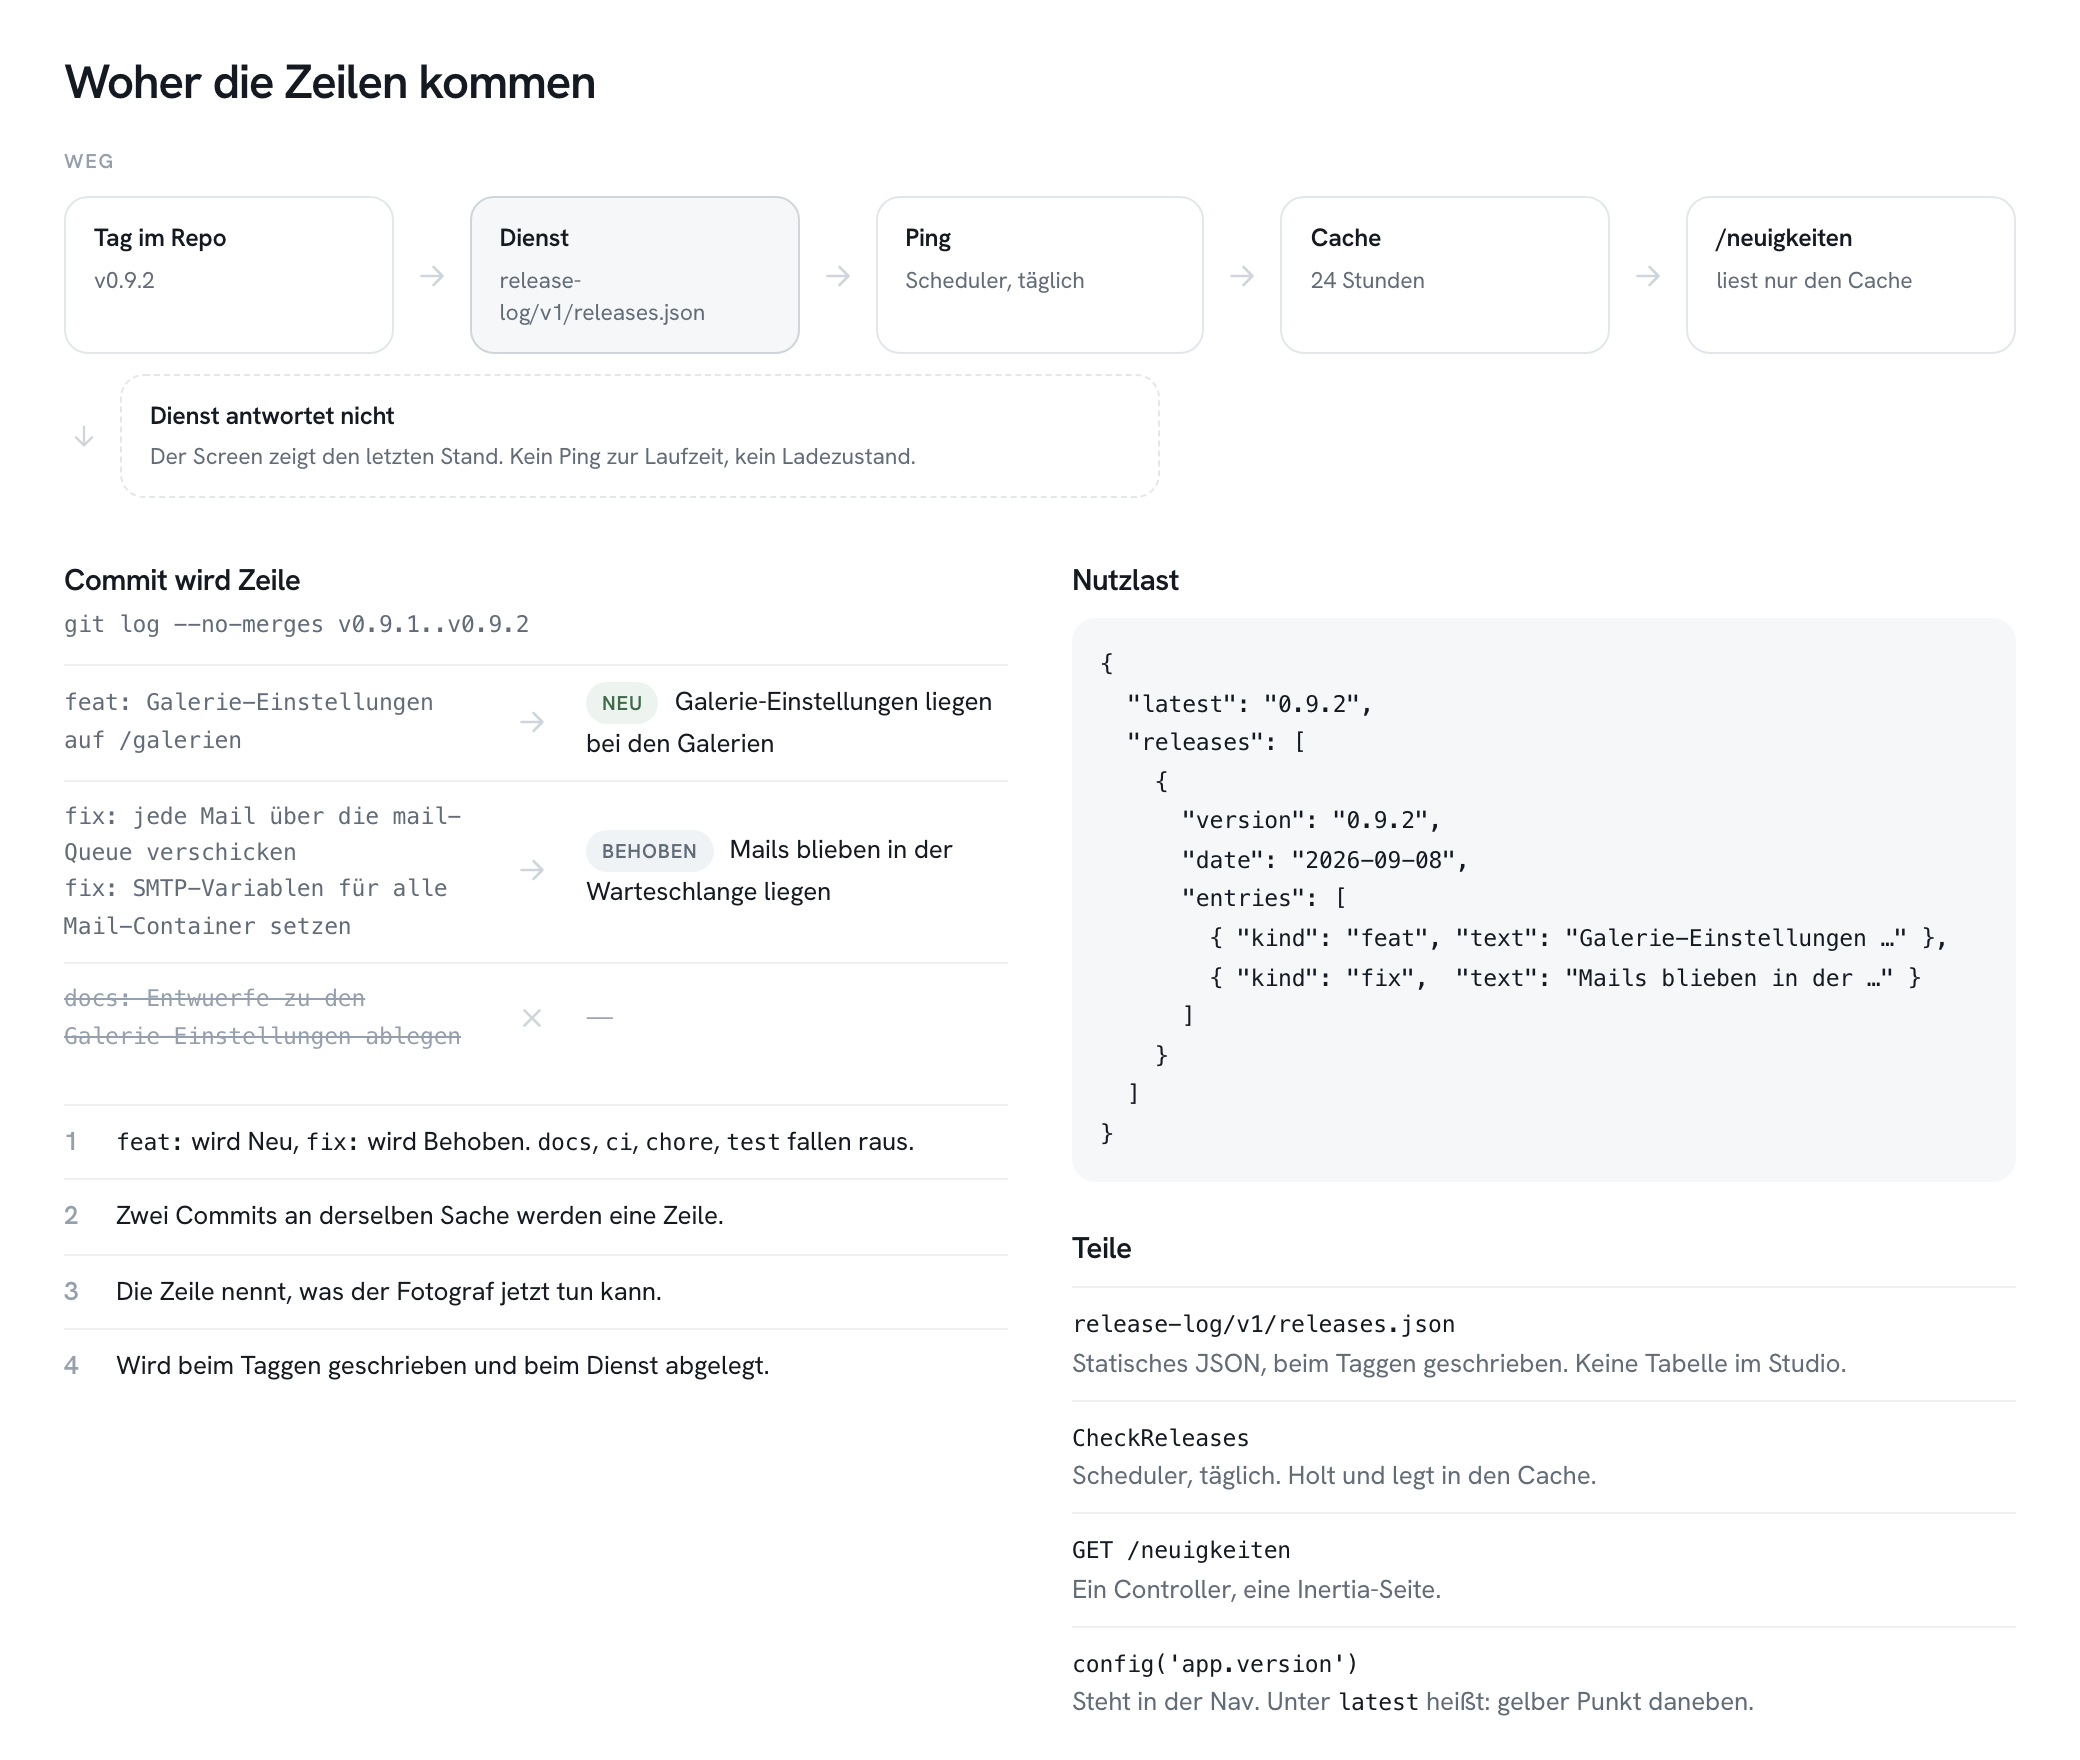 Woher die Zeilen kommen
WEG
Tag im Repo
v0.9.2
→
Dienst
release-
log/v1/releases.json
→
Ping
Scheduler, täglich
→
Cache
24 Stunden
→
/neuigkeiten
liest nur den Cache
↓
Dienst antwortet nicht
Der Screen zeigt den letzten Stand. Kein Ping zur Laufzeit, kein Ladezustand.
Commit wird Zeile
git log --no-merges v0.9.1..v0.9.2
feat: Galerie-Einstellungen
auf /galerien
→
NEU Galerie-Einstellungen liegen
bei den Galerien
fix: jede Mail über die mail-
Queue verschicken
fix: SMTP-Variablen für alle
Mail-Container setzen
→
BEHOBEN Mails blieben in der
Warteschlange liegen
docs: Entwuerfe zu den
Galerie-Einstellungen ablegen
×
—
1 feat: wird Neu, fix: wird Behoben. docs, ci, chore, test fallen raus.
2 Zwei Commits an derselben Sache werden eine Zeile.
3 Die Zeile nennt, was der Fotograf jetzt tun kann.
4 Wird beim Taggen geschrieben und beim Dienst abgelegt.
Nutzlast
{
  "latest": "0.9.2",
  "releases": [
    {
      "version": "0.9.2",
      "date": "2026-09-08",
      "entries": [
        { "kind": "feat", "text": "Galerie-Einstellungen …" },
        { "kind": "fix",  "text": "Mails blieben in der …" }
      ]
    }
  ]
}
Teile
release-log/v1/releases.json
Statisches JSON, beim Taggen geschrieben. Keine Tabelle im Studio.
CheckReleases
Scheduler, täglich. Holt und legt in den Cache.
GET /neuigkeiten
Ein Controller, eine Inertia-Seite.
config('app.version')
Steht in der Nav. Unter latest heißt: gelber Punkt daneben.